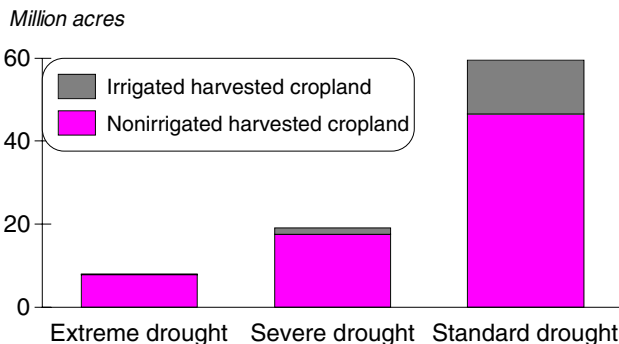 Million acres
60
Irrigated harvested cropland
Nonirrigated harvested cropland
40
20
0
Extreme drought Severe drought Standard drought